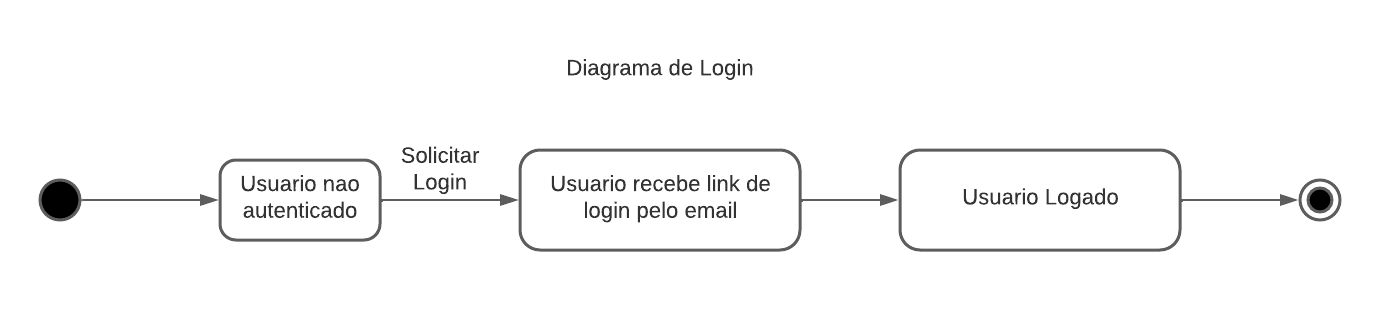 Diagrama de Login
Solicitar
Login
Usuario nao
autenticado
Usuario recebe link de
login pelo email
Usuario Logado